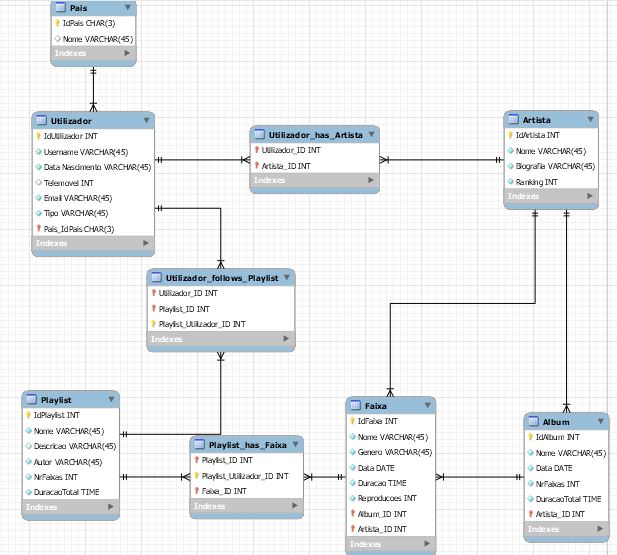 Pais
IdPais CHAR(3)
Nome VARCHAR(45)
Indexes
Utilizador
IdUtilizador INT
Username VARCHAR(45)
Data Nascimento VARCHAR(45)
Telemovel INT
Email VARCHAR(45)
Tipo VARCHAR(45)
Pais_IdPais CHAR(3)
Indexes
Utilizador_has_Artista
Utilizador_ID INT
Artista_ID INT
Indexes
Artista
IdArtista INT
Nome VARCHAR(45)
Biografia VARCHAR(45)
Ranking INT
Indexes
Utilizador_follows_Playlist
Utilizador_ID INT
Playlist_ID INT
Playlist_Utilizador_ID INT
Indexes
Playlist
IdPlaylist INT
Nome VARCHAR(45)
Descricao VARCHAR(45)
Autor VARCHAR(45)
NrFaixas INT
DuracaoTotal TIME
Indexes
Playlist_has_Faixa
Playlist_ID INT
Playlist_Utilizador_ID INT
Faixa_ID INT
Indexes
Faixa
IdFaixa INT
Nome VARCHAR(45)
Genero VARCHAR(45)
Data DATE
Duracao TIME
Reproducoes INT
Album_ID INT
Artista_ID INT
Indexes
Album
IdAlbum INT
Nome VARCHAR(45)
Data DATE
NrFaixas INT
DuracaoTotal TIME
Artista_ID INT
Indexes